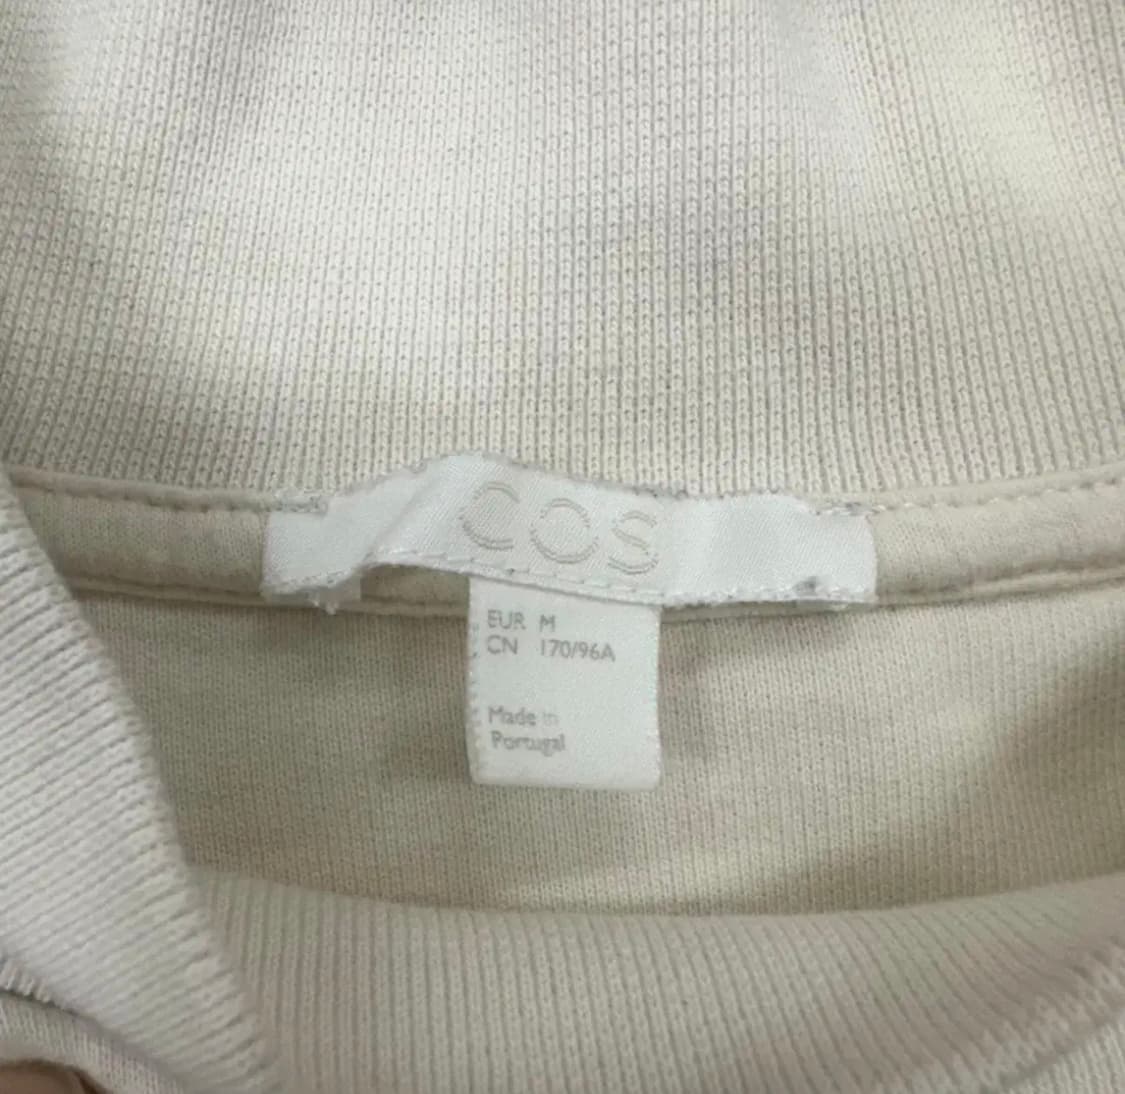 COS
EUR M
CN 170/96A
Made in
Portugal